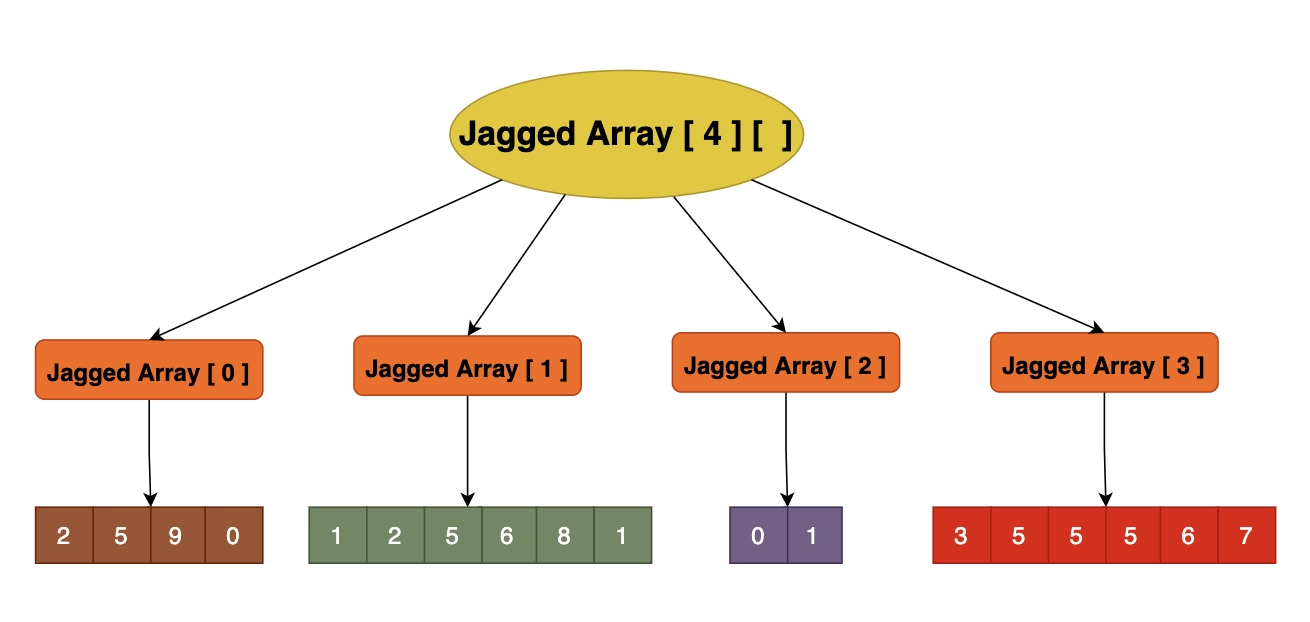 Jagged Array [ 4 ] [  ]
Jagged Array [ 0 ]
Jagged Array [ 1 ]
Jagged Array [ 2 ]
Jagged Array [ 3 ]
2 5 9 0
1 2 5 6 8 1
0 1
3 5 5 5 6 7